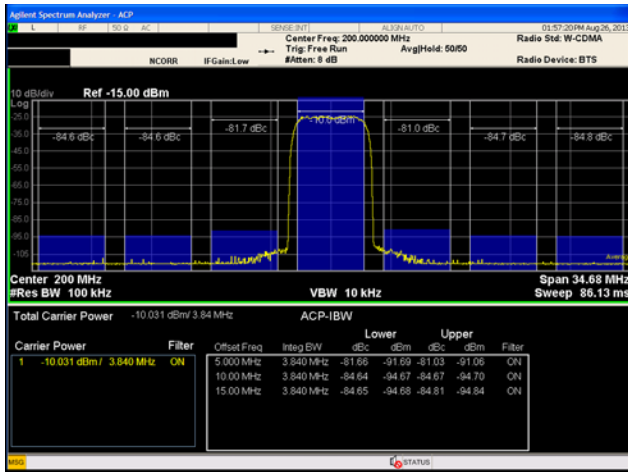 Agilent Spectrum Analyzer - ACP
L RF 50 Ω AC SENSE:INT ALIGN AUTO 01:57:20 PM Aug 26, 201
Center Freq: 200.000000 MHz Radio Std: W-CDMA
Trig: Free Run Avg|Hold: 50/50
NCORR IFGain:Low #Atten: 8 dB Radio Device: BTS
10 dB/div Ref -15.00 dBm
Log
-25.0
-35.0
-45.0
-55.0
-65.0
-75.0
-85.0
-95.0
-105
-84.6 dBc -84.6 dBc -81.7 dBc -10.0 dBm -81.0 dBc -84.7 dBc -84.8 dBc
Average
Center 200 MHz Span 34.68 MHz
#Res BW 100 kHz VBW 10 kHz Sweep 86.13 ms
Total Carrier Power -10.031 dBm/ 3.84 MHz ACP-IBW
Lower Upper
Carrier Power Filter Offset Freq Integ BW dBc dBm dBc dBm Filter
1 -10.031 dBm / 3.840 MHz ON 5.000 MHz 3.840 MHz -81.66 -91.69 -81.03 -91.06 ON
10.00 MHz 3.840 MHz -84.64 -94.67 -84.67 -94.70 ON
15.00 MHz 3.840 MHz -84.65 -94.68 -84.81 -94.84 ON
MSG STATUS